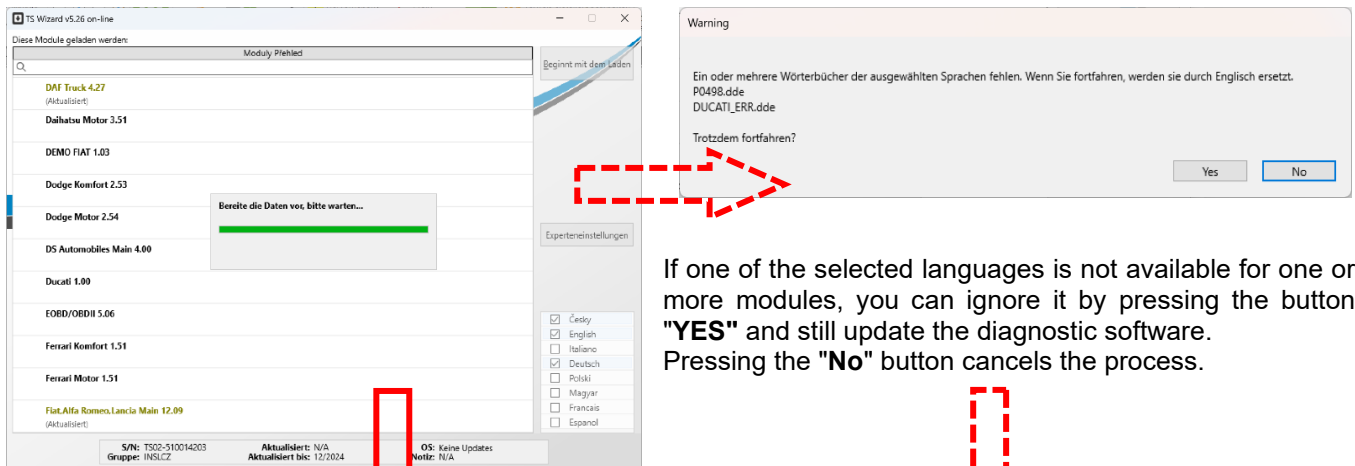 TS Wizard v5.26 on-line
Diese Module geladen werden:
Moduly Přehled
DAF Truck 4.27
(Aktualisiert)
Daihatsu Motor 3.51
DEMO FIAT 1.03
Dodge Komfort 2.53
Dodge Motor 2.54
DS Automobiles Main 4.00
Ducati 1.00
EOBD/OBDII 5.06
Ferrari Komfort 1.51
Ferrari Motor 1.51
Fiat.Alfa Romeo.Lancia Main 12.09
(Aktualisiert)
Bereite die Daten vor, bitte warten...
Beginnt mit dem Laden
Experteneinstellungen
Česky
English
Italiano
Deutsch
Polski
Magyar
Francais
Espanol
S/N: TS02-510014203 Aktualisiert: N/A OS: Keine Updates
Gruppe: INSLCZ Aktualisiert bis: 12/2024 Notiz: N/A
Warning
Ein oder mehrere Wörterbücher der ausgewählten Sprachen fehlen. Wenn Sie fortfahren, werden sie durch Englisch ersetzt.
P0498.dde
DUCATI_ERR.dde
Trotzdem fortfahren?
Yes No
If one of the selected languages is not available for one or
more modules, you can ignore it by pressing the button
"YES" and still update the diagnostic software.
Pressing the "No" button cancels the process.